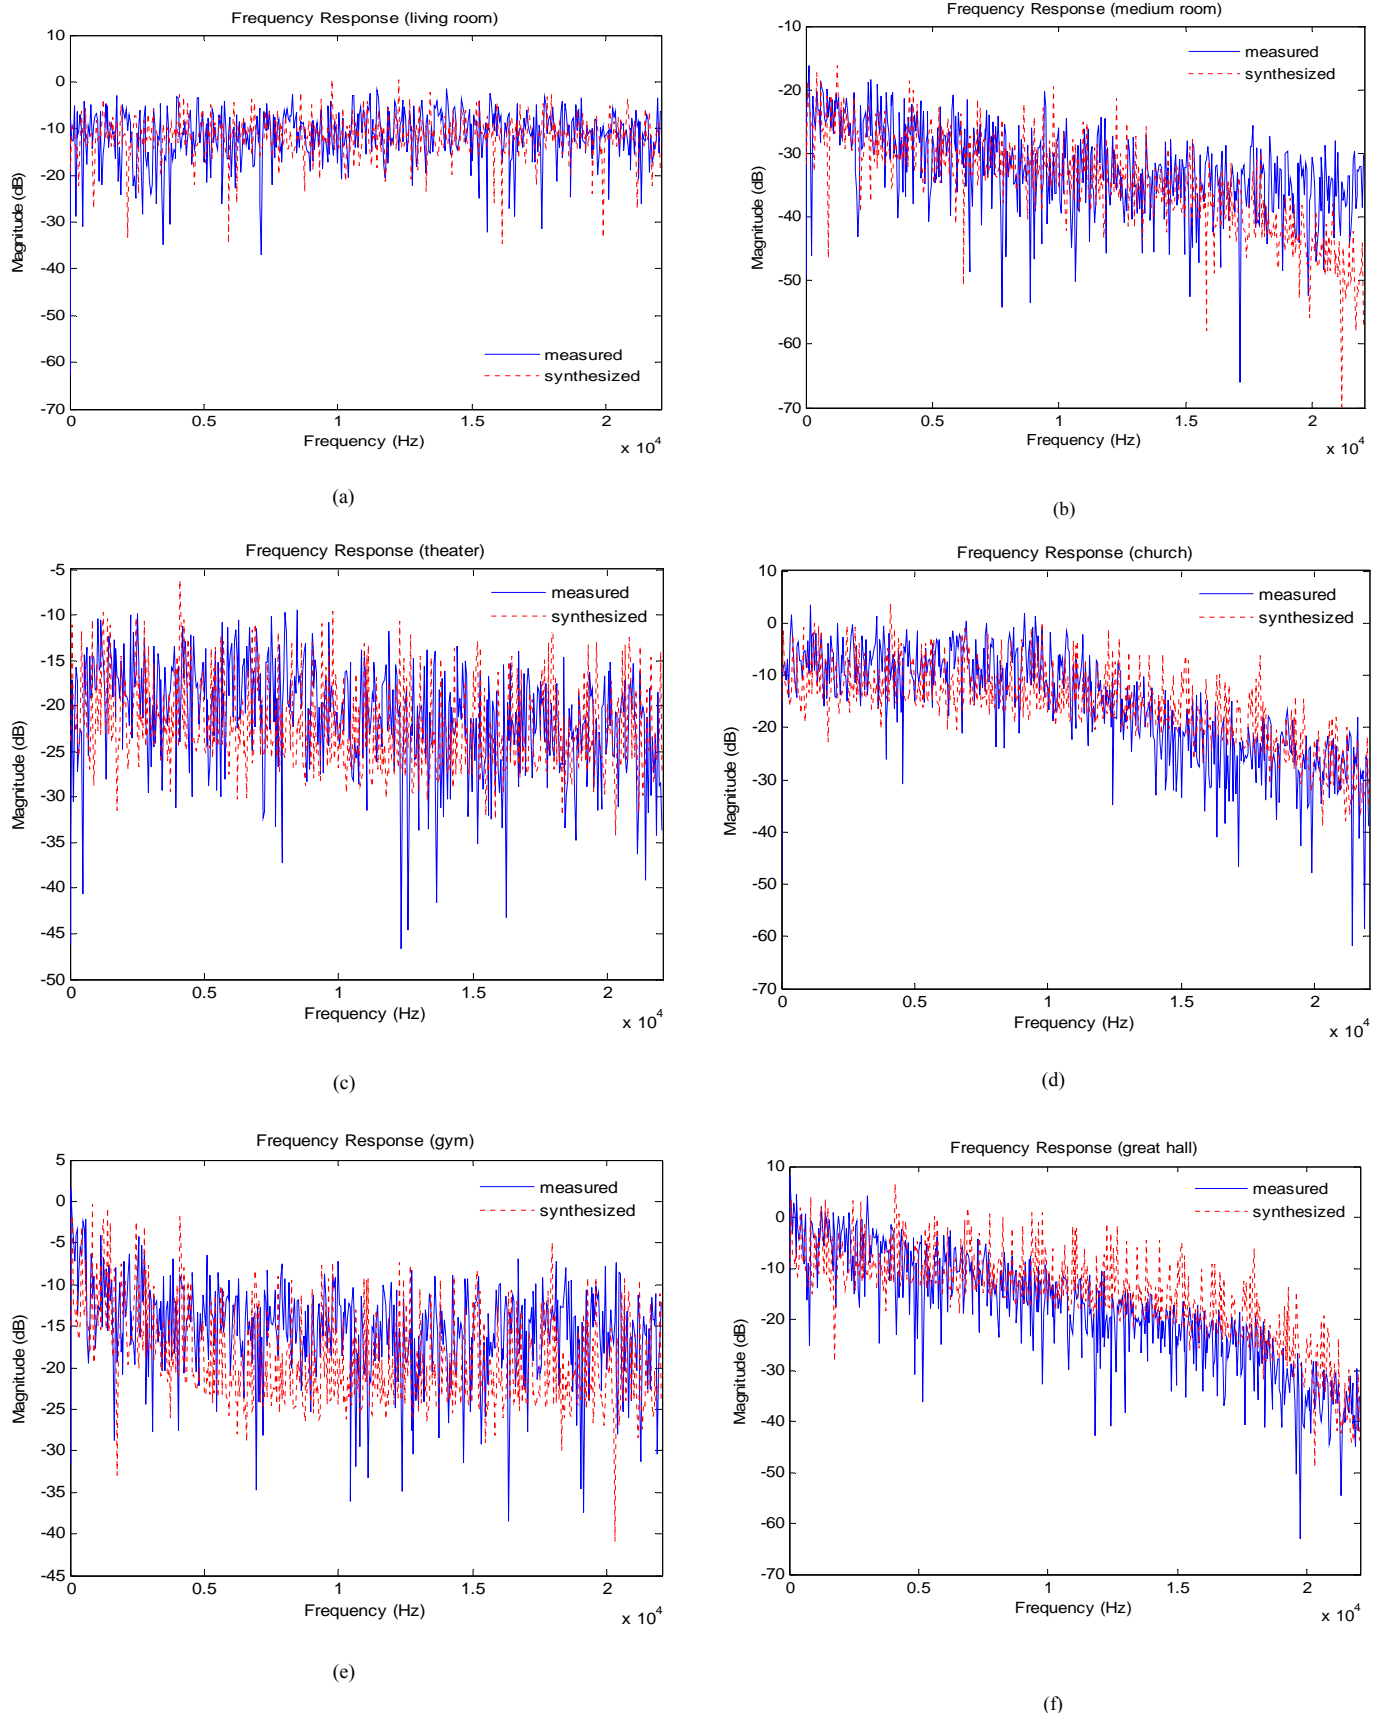 Frequency Response (living room)
10
0
-10
-20
-30
-40
-50
-60
-70
Magnitude (dB)
measured
synthesized
0
0.5
1
1.5
2
Frequency (Hz)
x 10^4
(a)
Frequency Response (medium room)
-10
-20
-30
-40
-50
-60
-70
Magnitude (dB)
measured
synthesized
0
0.5
1
1.5
2
Frequency (Hz)
x 10^4
(b)
Frequency Response (theater)
-5
-10
-15
-20
-25
-30
-35
-40
-45
-50
Magnitude (dB)
measured
synthesized
0
0.5
1
1.5
2
Frequency (Hz)
x 10^4
(c)
Frequency Response (church)
10
0
-10
-20
-30
-40
-50
-60
-70
Magnitude (dB)
measured
synthesized
0
0.5
1
1.5
2
Frequency (Hz)
x 10^4
(d)
Frequency Response (gym)
5
0
-5
-10
-15
-20
-25
-30
-35
-40
-45
Magnitude (dB)
measured
synthesized
0
0.5
1
1.5
2
Frequency (Hz)
x 10^4
(e)
Frequency Response (great hall)
10
0
-10
-20
-30
-40
-50
-60
-70
Magnitude (dB)
measured
synthesized
0
0.5
1
1.5
2
Frequency (Hz)
x 10^4
(f)